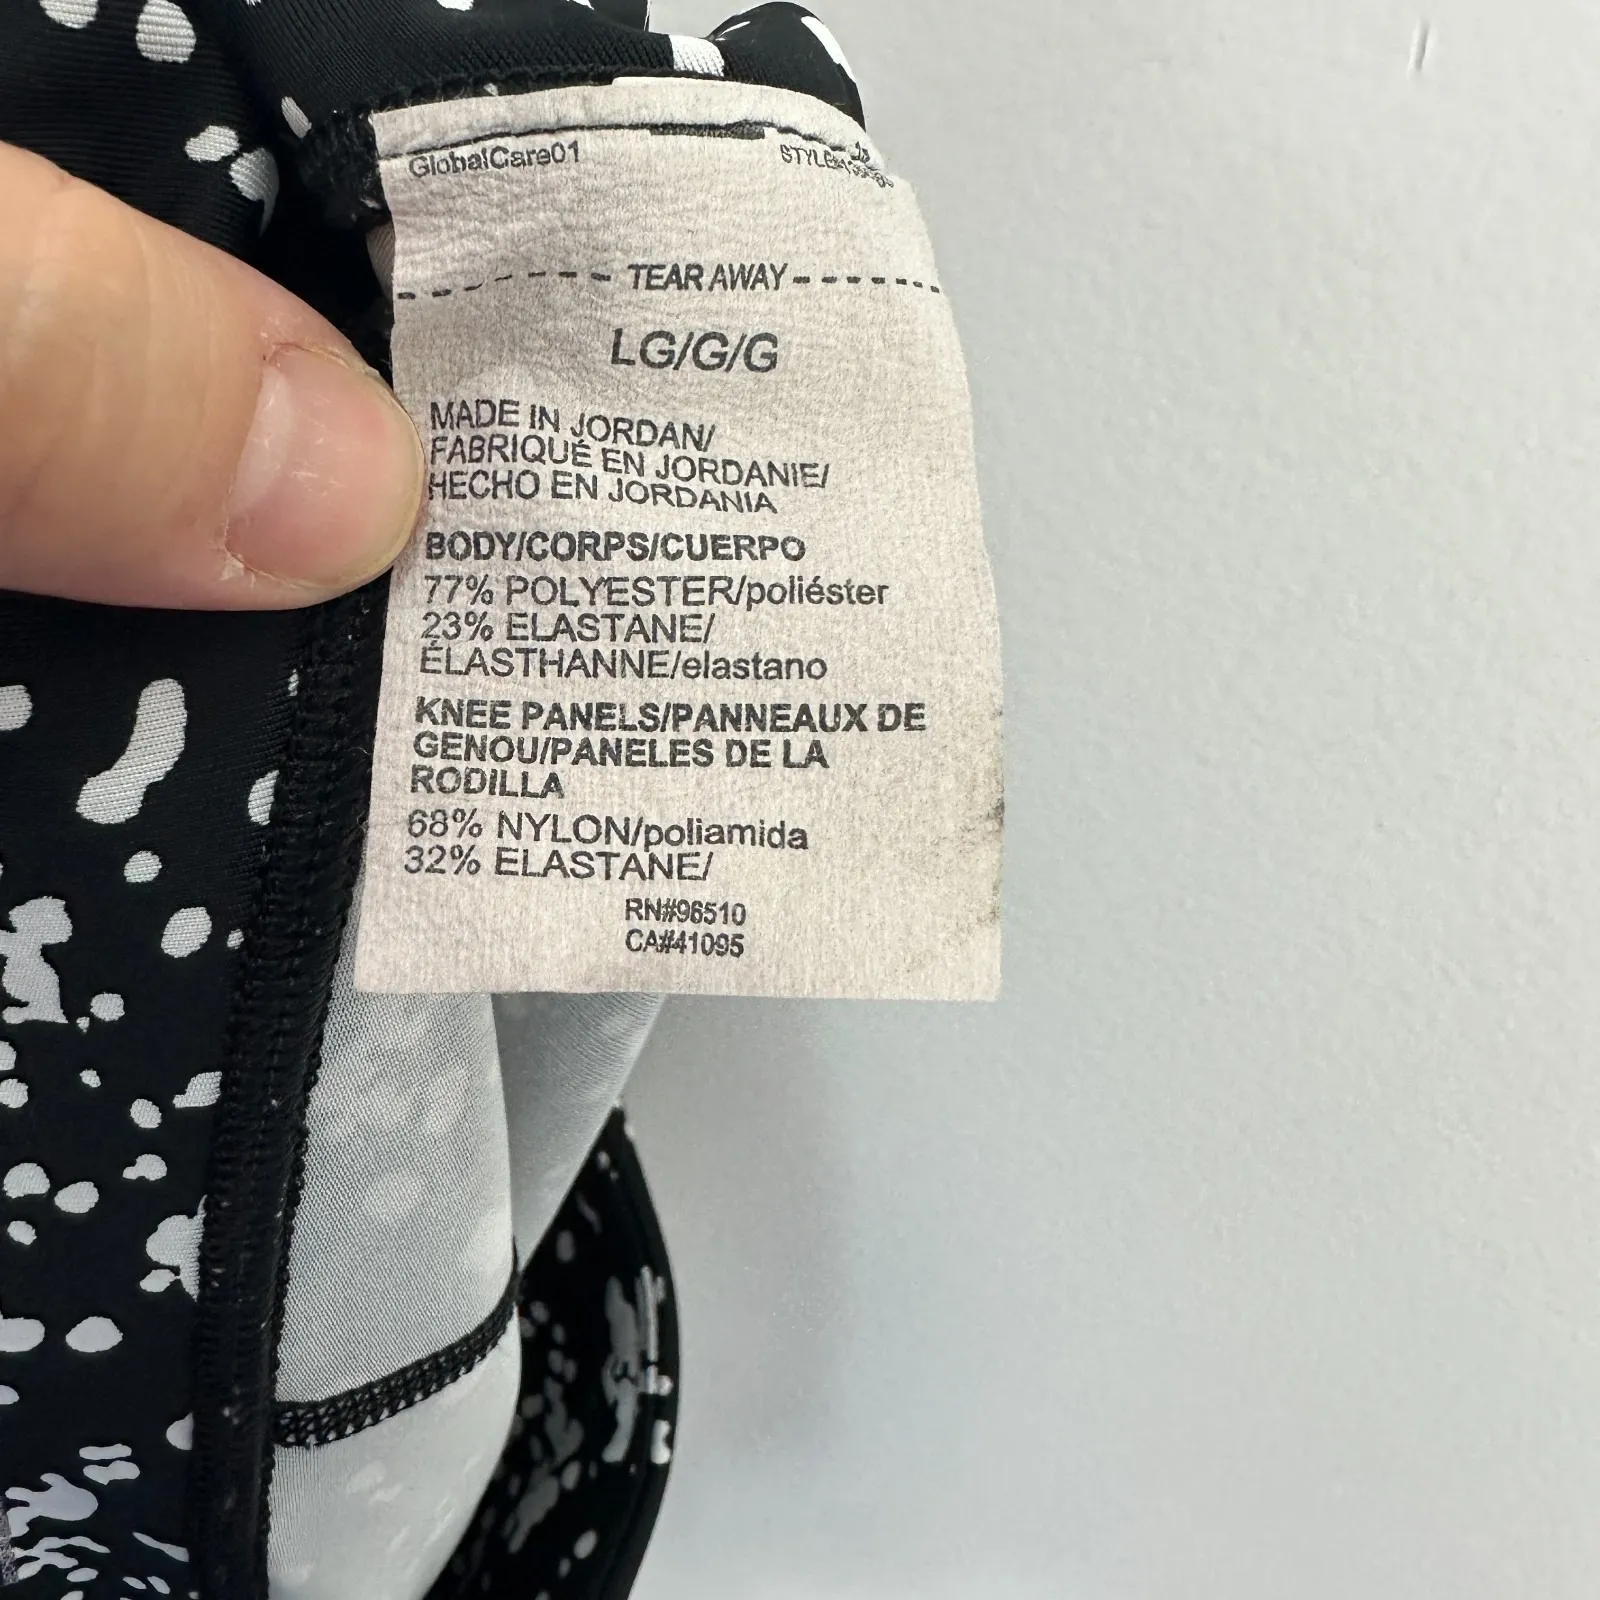 GlobalCare01
TEAR AWAY
LG/G/G
MADE IN JORDAN/
FABRIQUÉ EN JORDANIE/
HECHO EN JORDANIA
BODY/CORPS/CUERPO
77% POLYESTER/poliéster
23% ELASTANE/
ÉLASTHANNE/elastano
KNEE PANELS/PANNEAUX DE
GENOU/PANELES DE LA
RODILLA
68% NYLON/poliamida
32% ELASTANE/
RN#96510
CA#41095